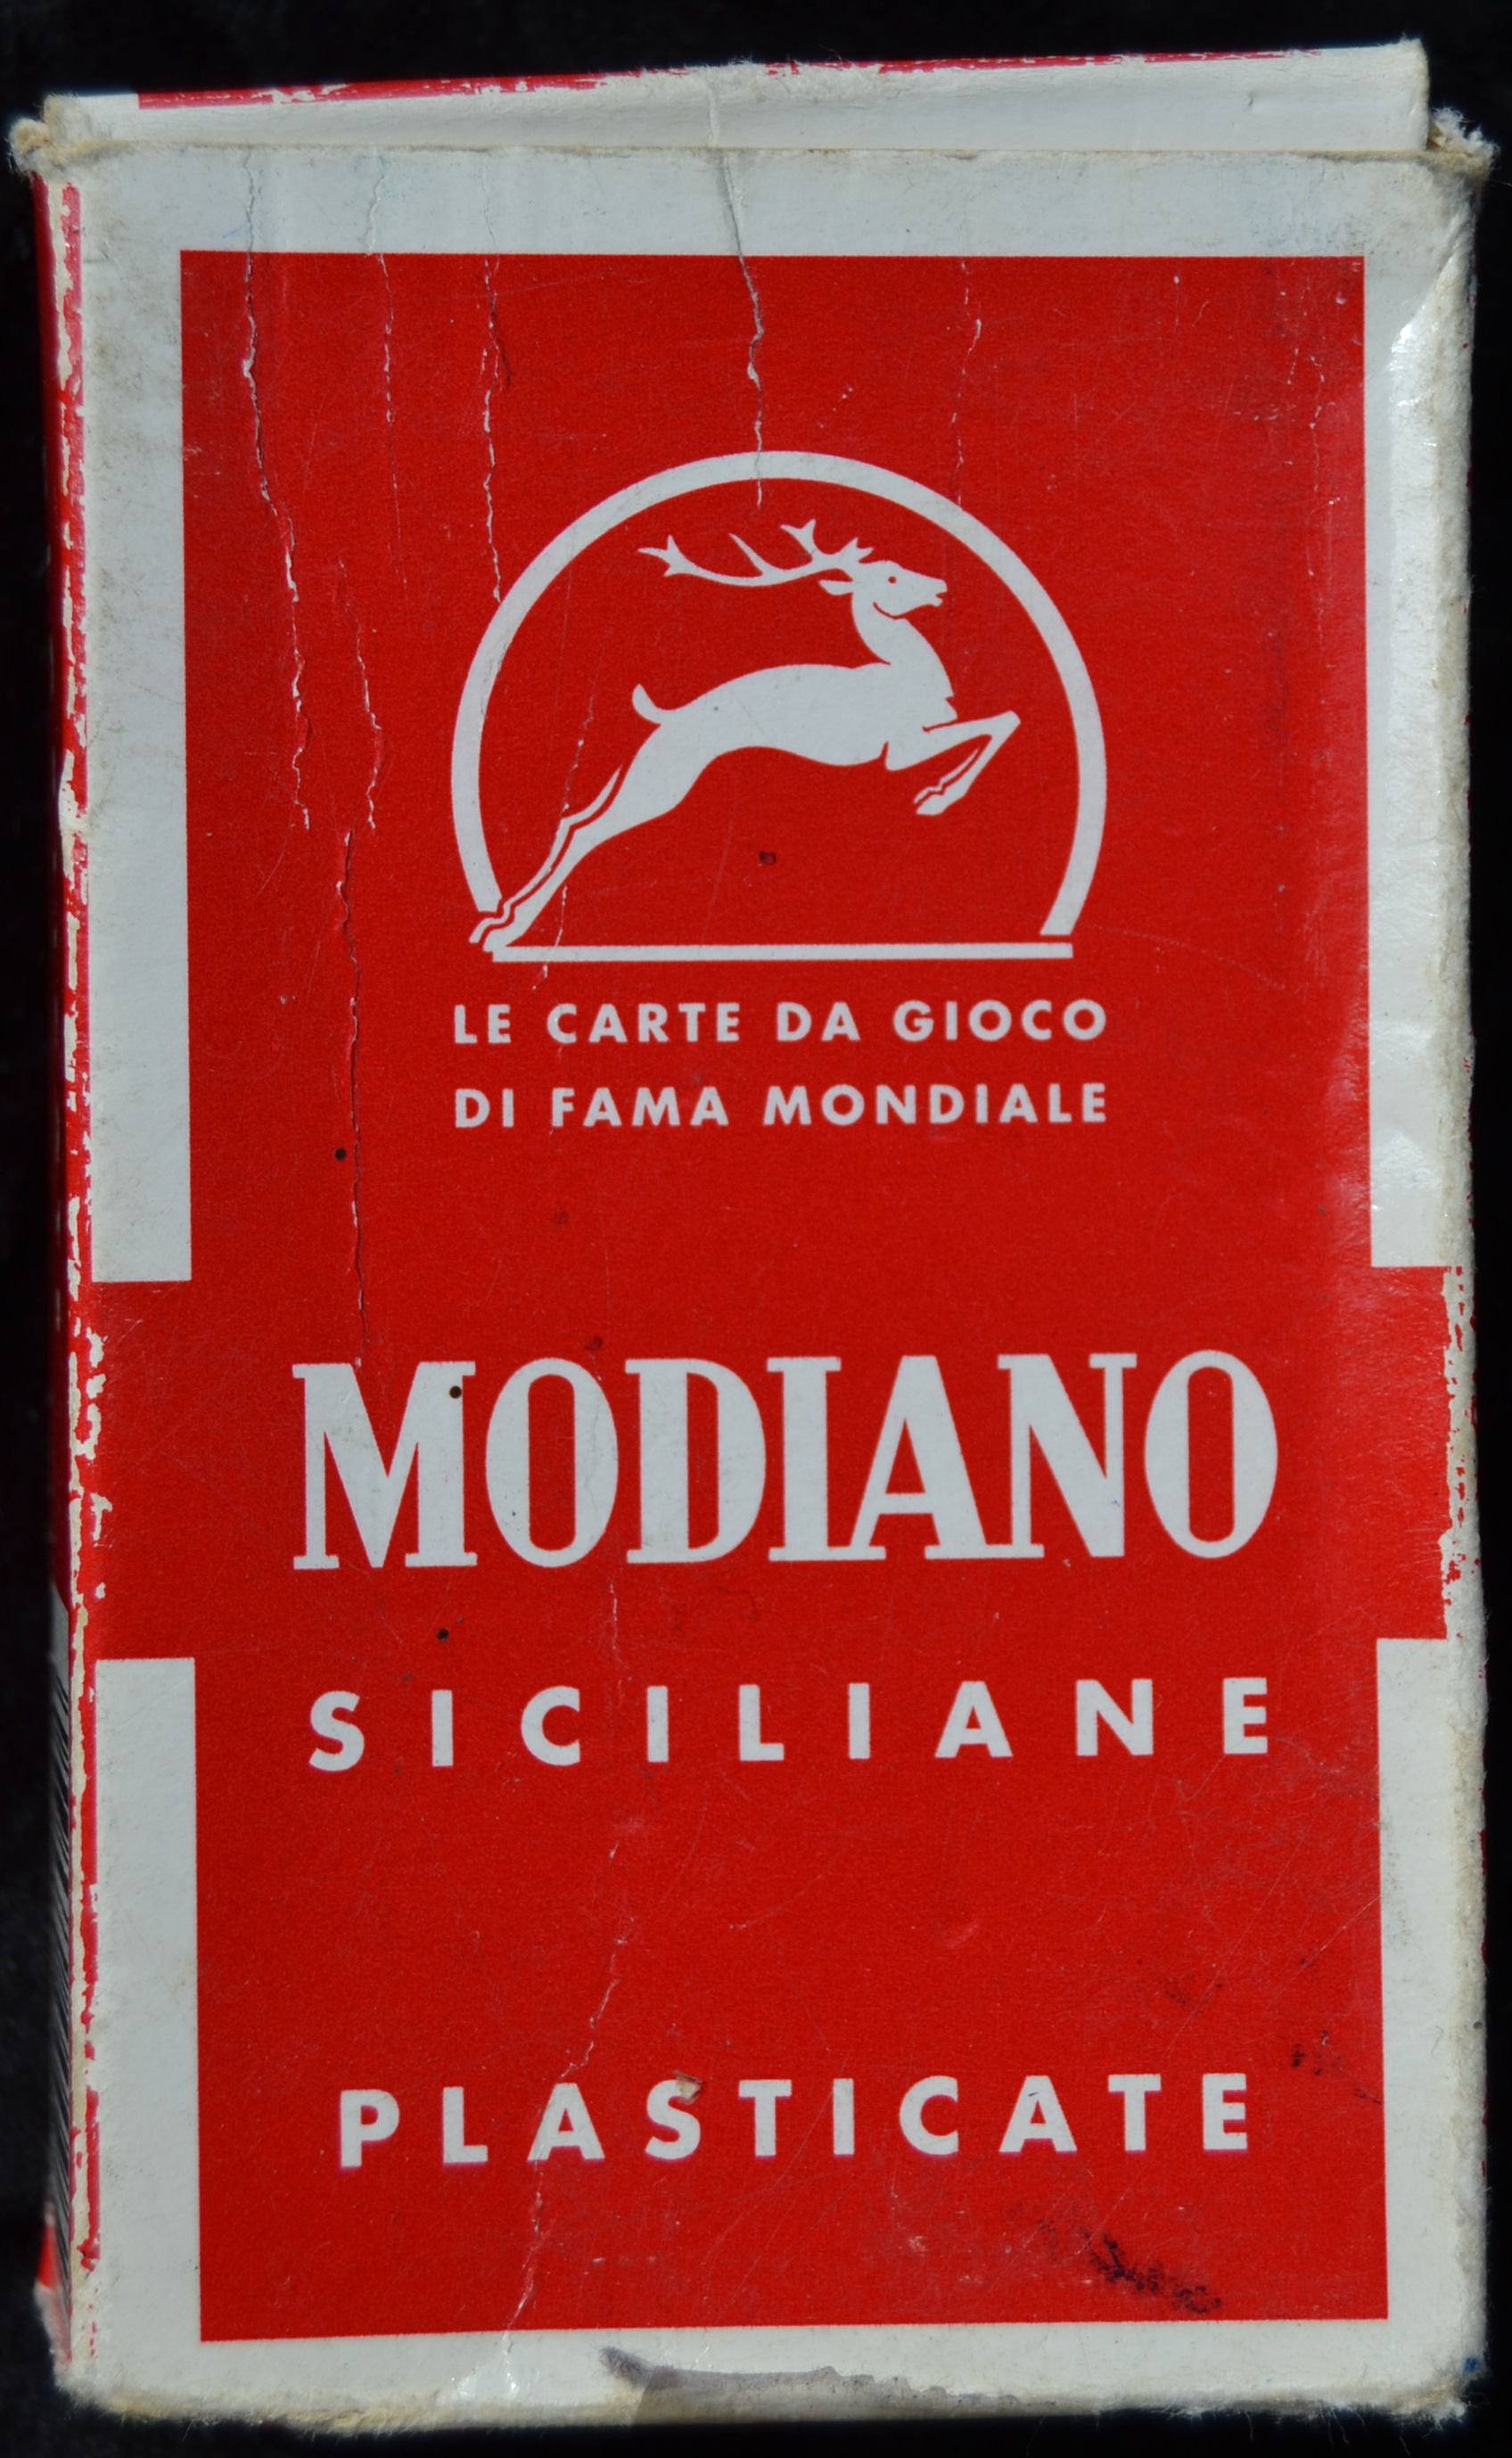 LE CARTE DA GIOCO
DI FAMA MONDIALE
MODIANO
SICILIANE
PLASTICATE